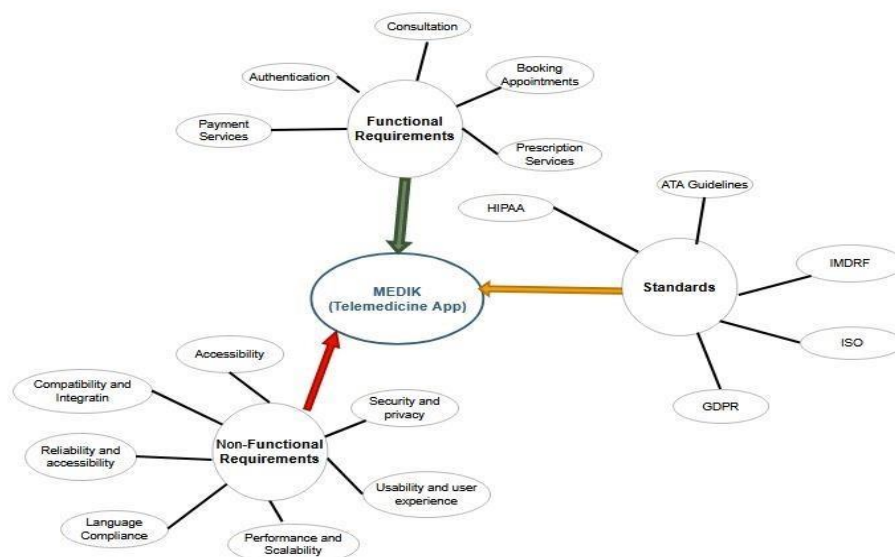 Consultation
Authentication
Booking
Appointments
Functional
Requirements
Payment
Services
Prescription
Services
ATA Guidelines
HIPAA
IMDRF
Standards
ISO
GDPR
MEDIK
(Telemedicine App)
Accessibility
Compatibility and
Integratin
Security and
privacy
Non-Functional
Requirements
Reliability and
accessibility
Usability and user
experience
Language
Compliance
Performance and
Scalability